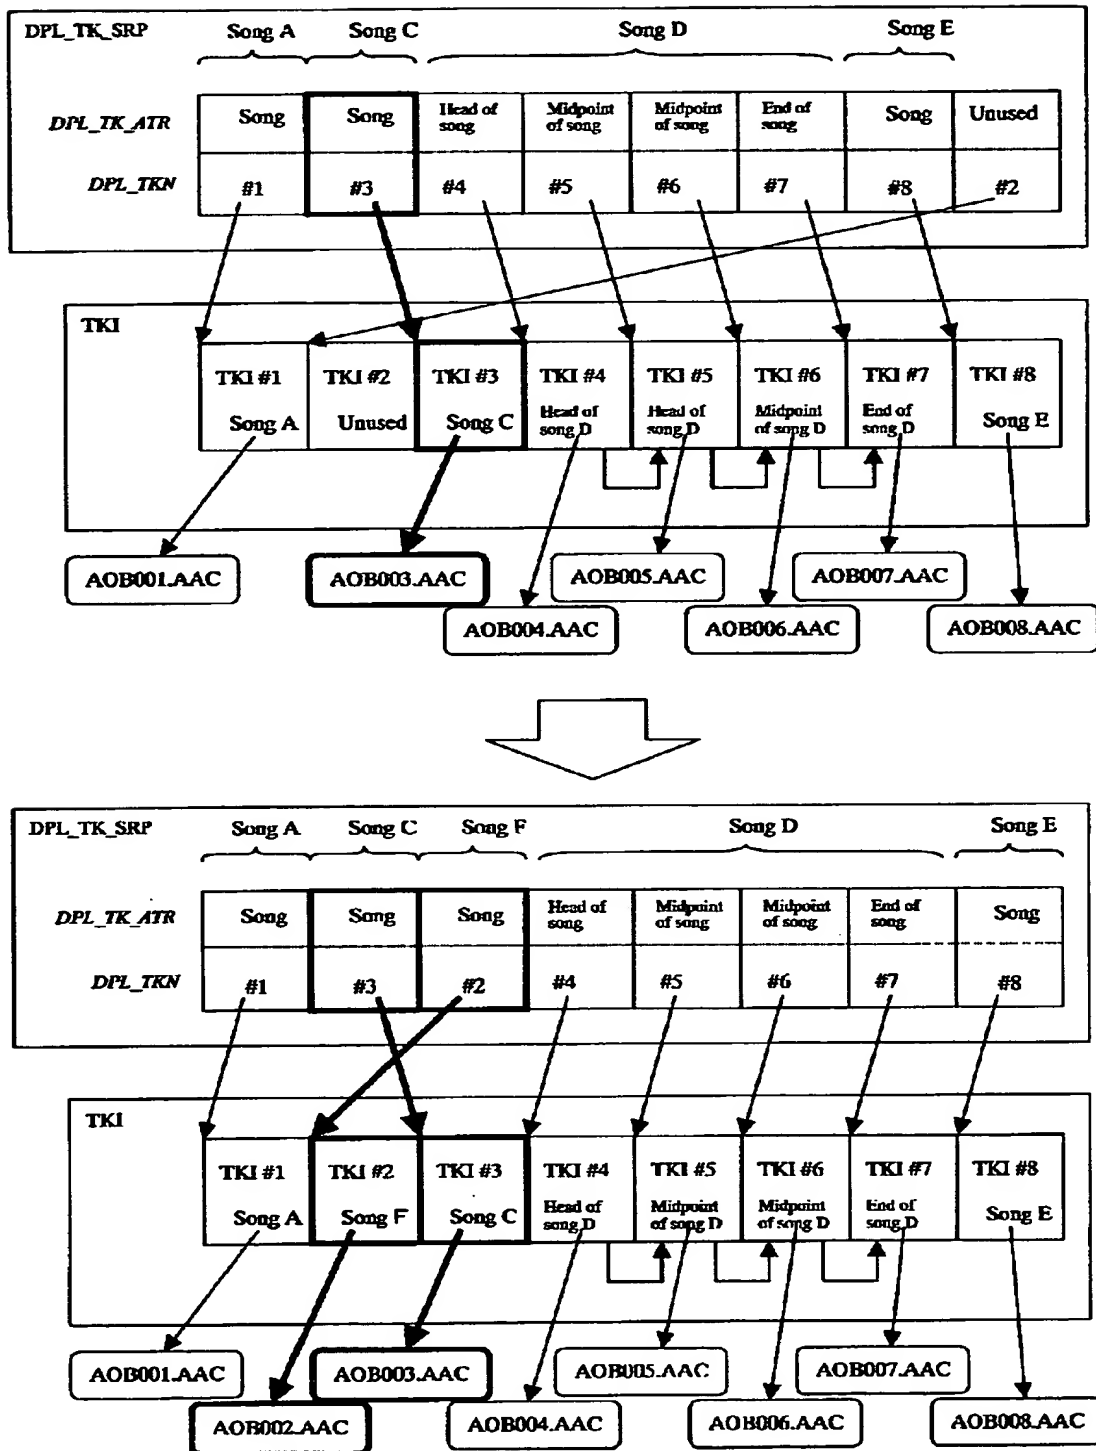 DPL_TK_SRP Song A Song C Song D Song E
DPL_TK_ATR Song Song Head of song Midpoint of song Midpoint of song End of song Song Unused
DPL_TKN #1 #3 #4 #5 #6 #7 #8 #2
TKI
TKI #1 TKI #2 TKI #3 TKI #4 TKI #5 TKI #6 TKI #7 TKI #8
Song A Unused Song C Head of song D Head of song D Midpoint of song D End of song D Song E
AOB001.AAC AOB003.AAC AOB005.AAC AOB007.AAC
AOB004.AAC AOB006.AAC AOB008.AAC
DPL_TK_SRP Song A Song C Song F Song D Song E
DPL_TK_ATR Song Song Song Head of song Midpoint of song Midpoint of song End of song Song
DPL_TKN #1 #3 #2 #4 #5 #6 #7 #8
TKI
TKI #1 TKI #2 TKI #3 TKI #4 TKI #5 TKI #6 TKI #7 TKI #8
Song A Song F Song C Head of song D Midpoint of song D Midpoint of song D End of song D Song E
AOB001.AAC AOB003.AAC AOB005.AAC AOB007.AAC
AOB002.AAC AOB004.AAC AOB006.AAC AOB008.AAC